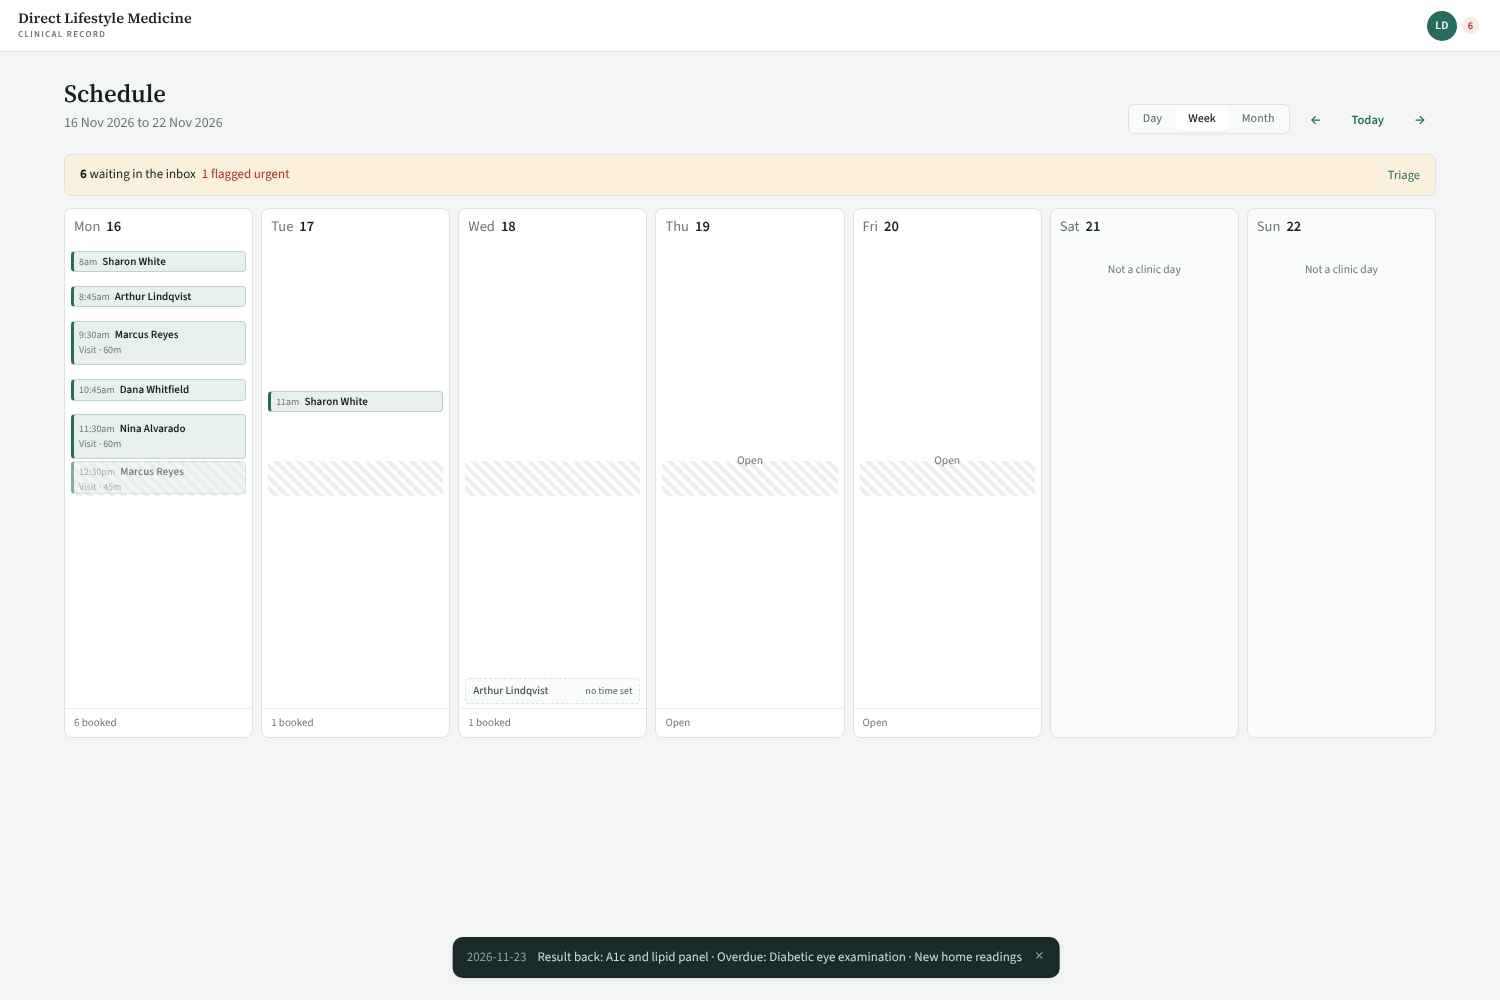 Direct Lifestyle Medicine
CLINICAL RECORD
LD 6
Schedule
16 Nov 2026 to 22 Nov 2026
Day Week Month ← Today →
6 waiting in the inbox 1 flagged urgent Triage
Mon 16
8am Sharon White
8:45am Arthur Lindqvist
9:30am Marcus Reyes
Visit · 60m
10:45am Dana Whitfield
11:30am Nina Alvarado
Visit · 60m
12:30pm Marcus Reyes
Visit · 45m
6 booked
Tue 17
11am Sharon White
1 booked
Wed 18
Arthur Lindqvist no time set
1 booked
Thu 19
Open
Open
Fri 20
Open
Open
Sat 21
Not a clinic day
Sun 22
Not a clinic day
2026-11-23 Result back: A1c and lipid panel · Overdue: Diabetic eye examination · New home readings ×